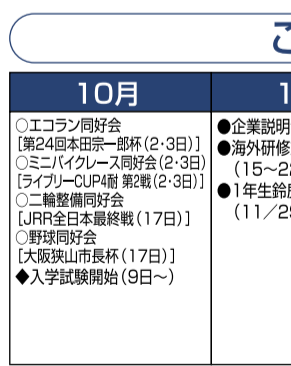 10月
○エコラン同好会
[第24回本田宗一郎杯(2・3日)]
○ミニバイクレース同好会(2・3日)
[ライブリーCUP4耐 第2戦(2・3日)]
○二輪整備同好会
[JRR全日本最終戦(17日)]
○野球同好会
[大阪狭山市長杯(17日)]
◆入学試験開始(9日〜)
1
●企業説明
●海外研修
(15〜2
●1年生鈴
(11/2